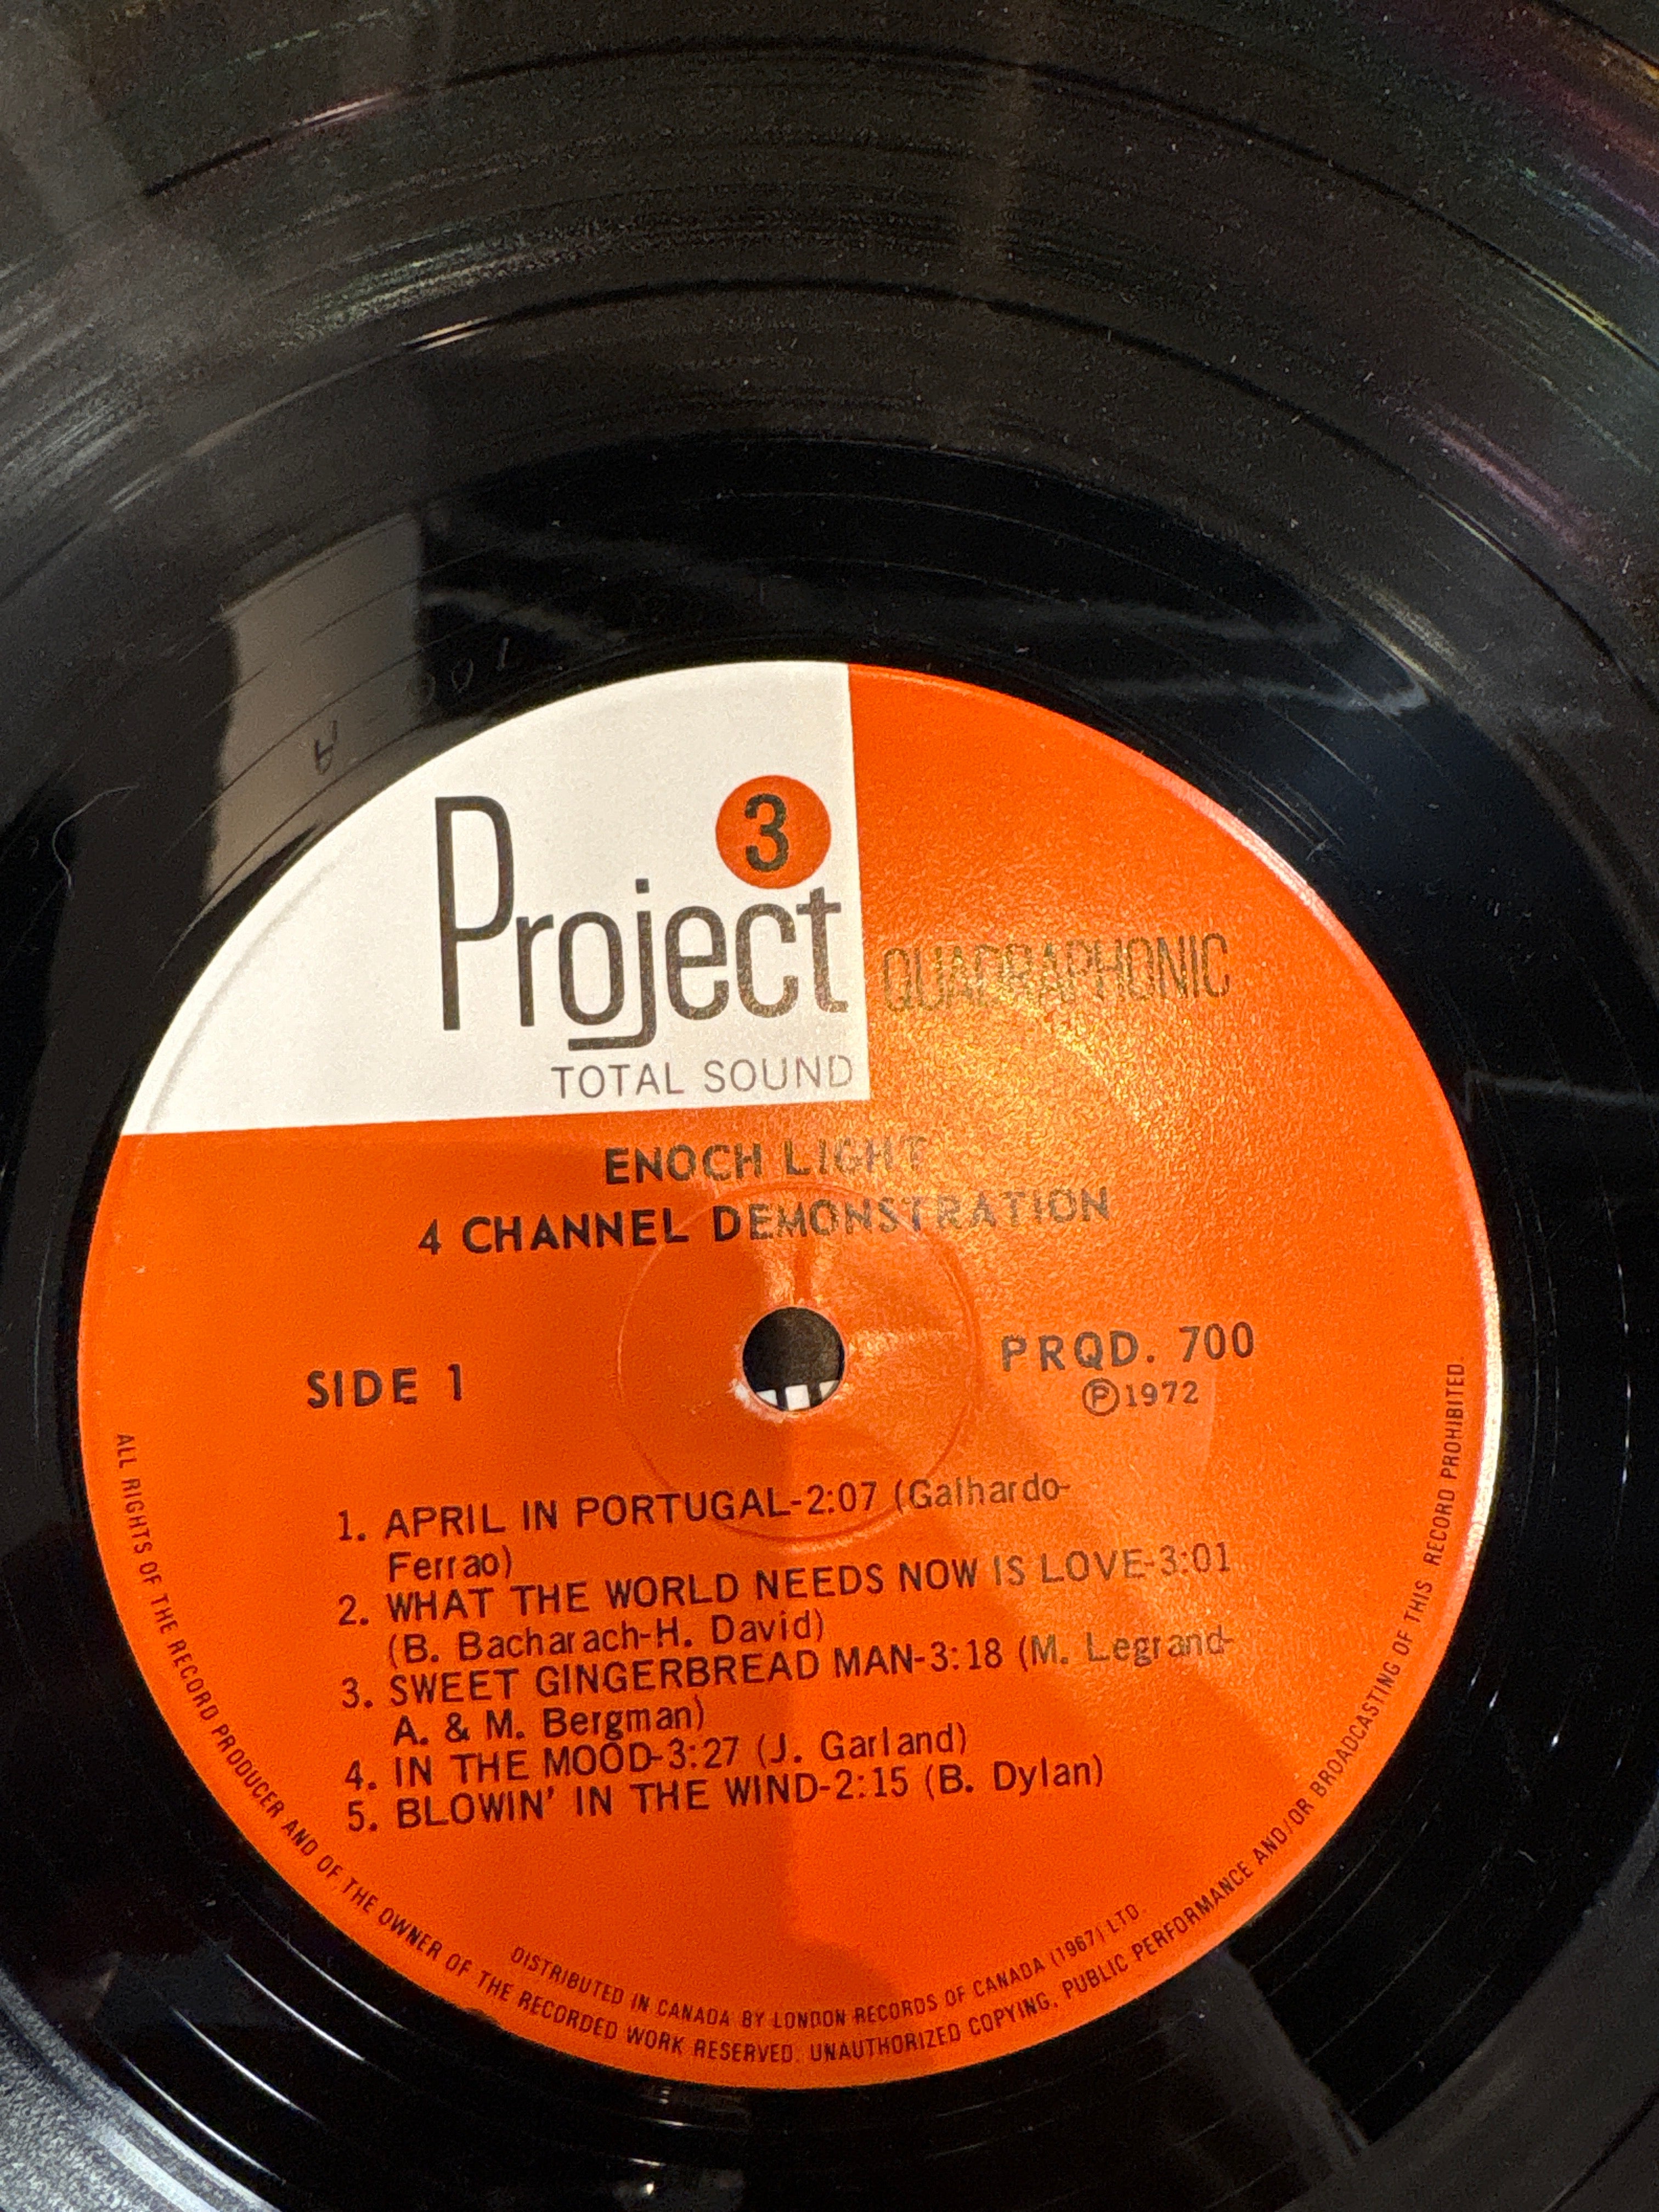 3
Project
QUADRAPHONIC
TOTAL SOUND
ENOCH LIGHT
4 CHANNEL DEMONSTRATION
SIDE 1
PRQD. 700
Ⓟ1972
1. APRIL IN PORTUGAL-2:07 (Galhardo-
Ferrao)
2. WHAT THE WORLD NEEDS NOW IS LOVE-3:01
(B. Bacharach-H. David)
3. SWEET GINGERBREAD MAN-3:18 (M. Legrand-
A. & M. Bergman)
4. IN THE MOOD-3:27 (J. Garland)
5. BLOWIN' IN THE WIND-2:15 (B. Dylan)
DISTRIBUTED IN CANADA BY LONDON RECORDS OF CANADA (1967) LTD.
ALL RIGHTS OF THE RECORD PRODUCER AND OF THE OWNER OF THE RECORDED WORK RESERVED. UNAUTHORIZED COPYING, PUBLIC PERFORMANCE AND/OR BROADCASTING OF THIS RECORD PROHIBITED.